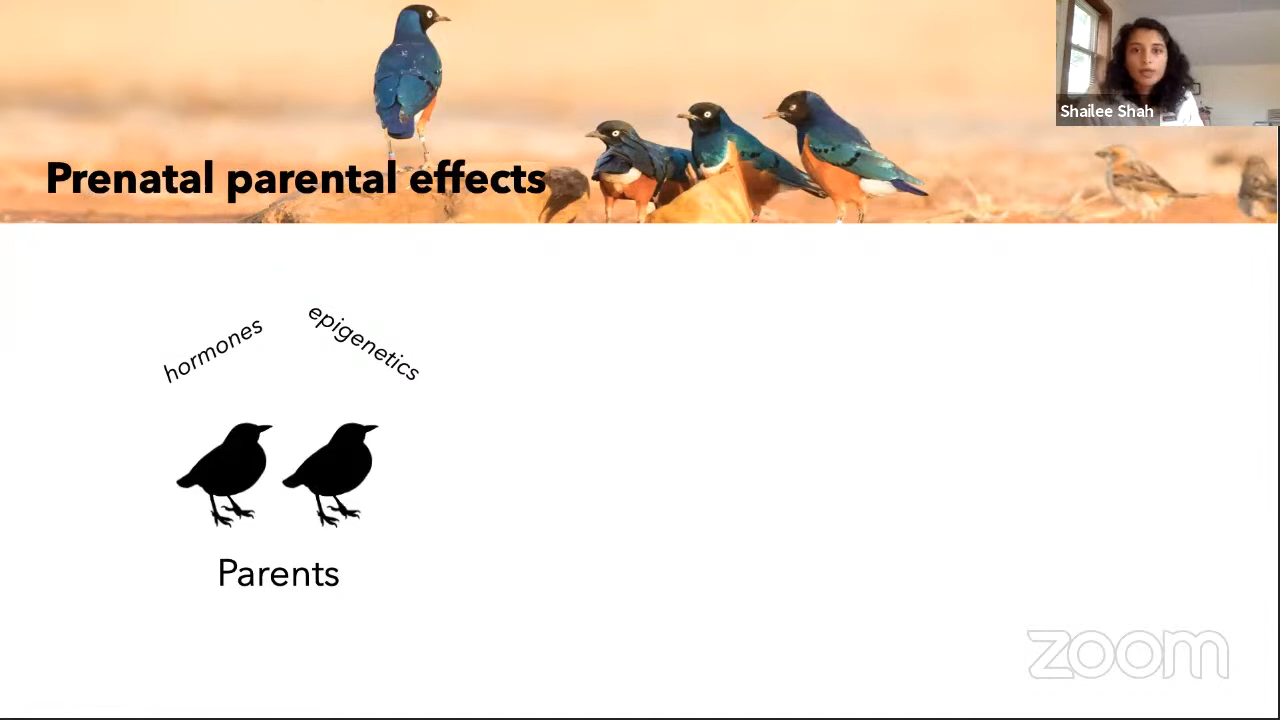 Shailee Shah
Prenatal parental effects
hormones
epigenetics
Parents
zoom